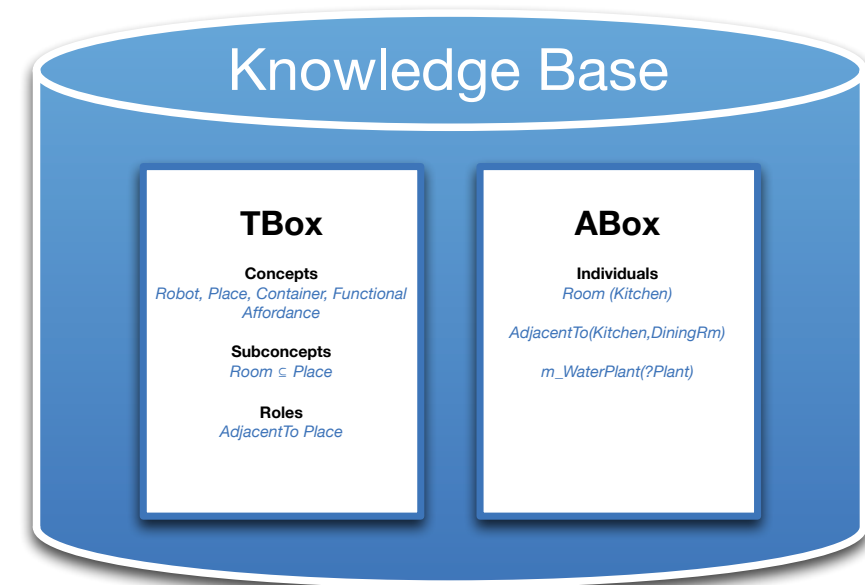 Knowledge Base
TBox
Concepts
Robot, Place, Container, Functional
Affordance
Subconcepts
Room ⊆ Place
Roles
AdjacentTo Place
ABox
Individuals
Room (Kitchen)
AdjacentTo(Kitchen,DiningRm)
m_WaterPlant(?Plant)